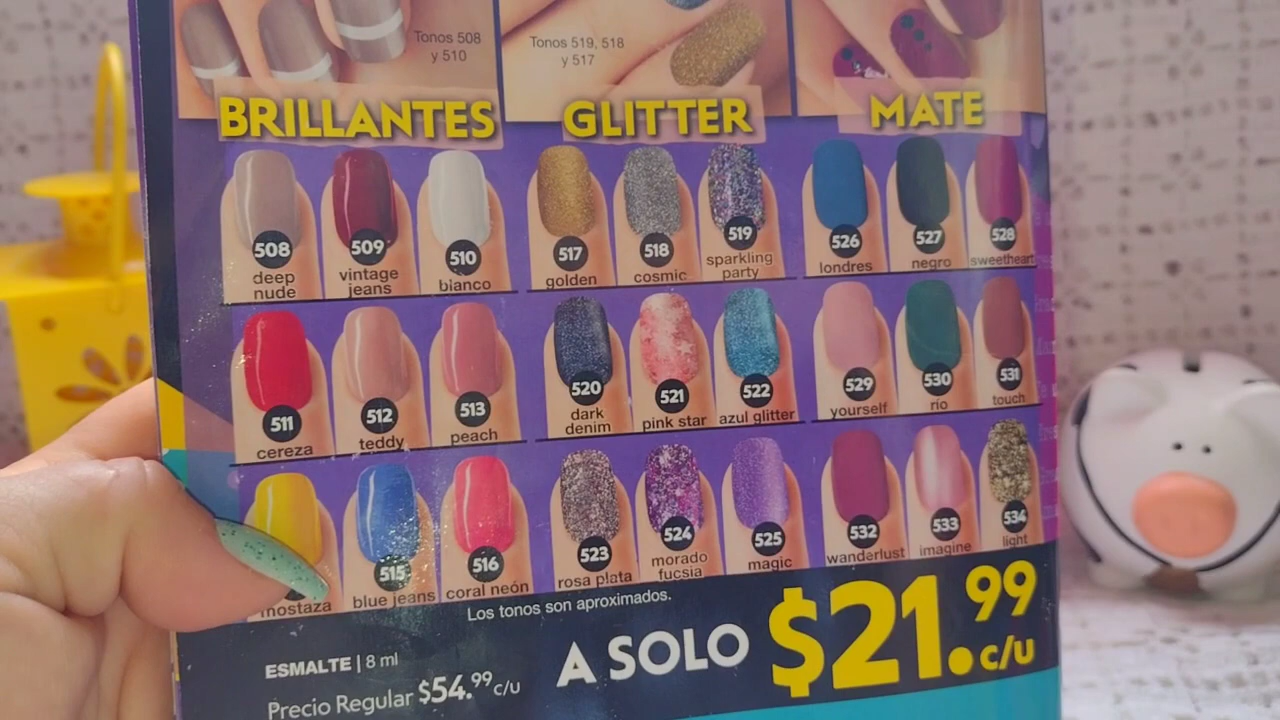 Tonos 508
y 510
Tonos 519, 518
y 517
BRILLANTES
GLITTER
MATE
508
deep
nude
509
vintage
jeans
510
bianco
517
golden
518
cosmic
519
sparkling
party
526
londres
527
negro
528
sweetheart
511
cereza
512
teddy
513
peach
520
dark
denim
521
pink star
522
azul glitter
529
yourself
530
rio
531
touch
mostaza
515
blue jeans
516
coral neón
523
rosa plata
524
morado
fucsia
525
magic
532
wanderlust
533
imagine
534
light
Los tonos son aproximados.
ESMALTE | 8 ml
Precio Regular $54.99 c/u
A SOLO $21.99 c/u